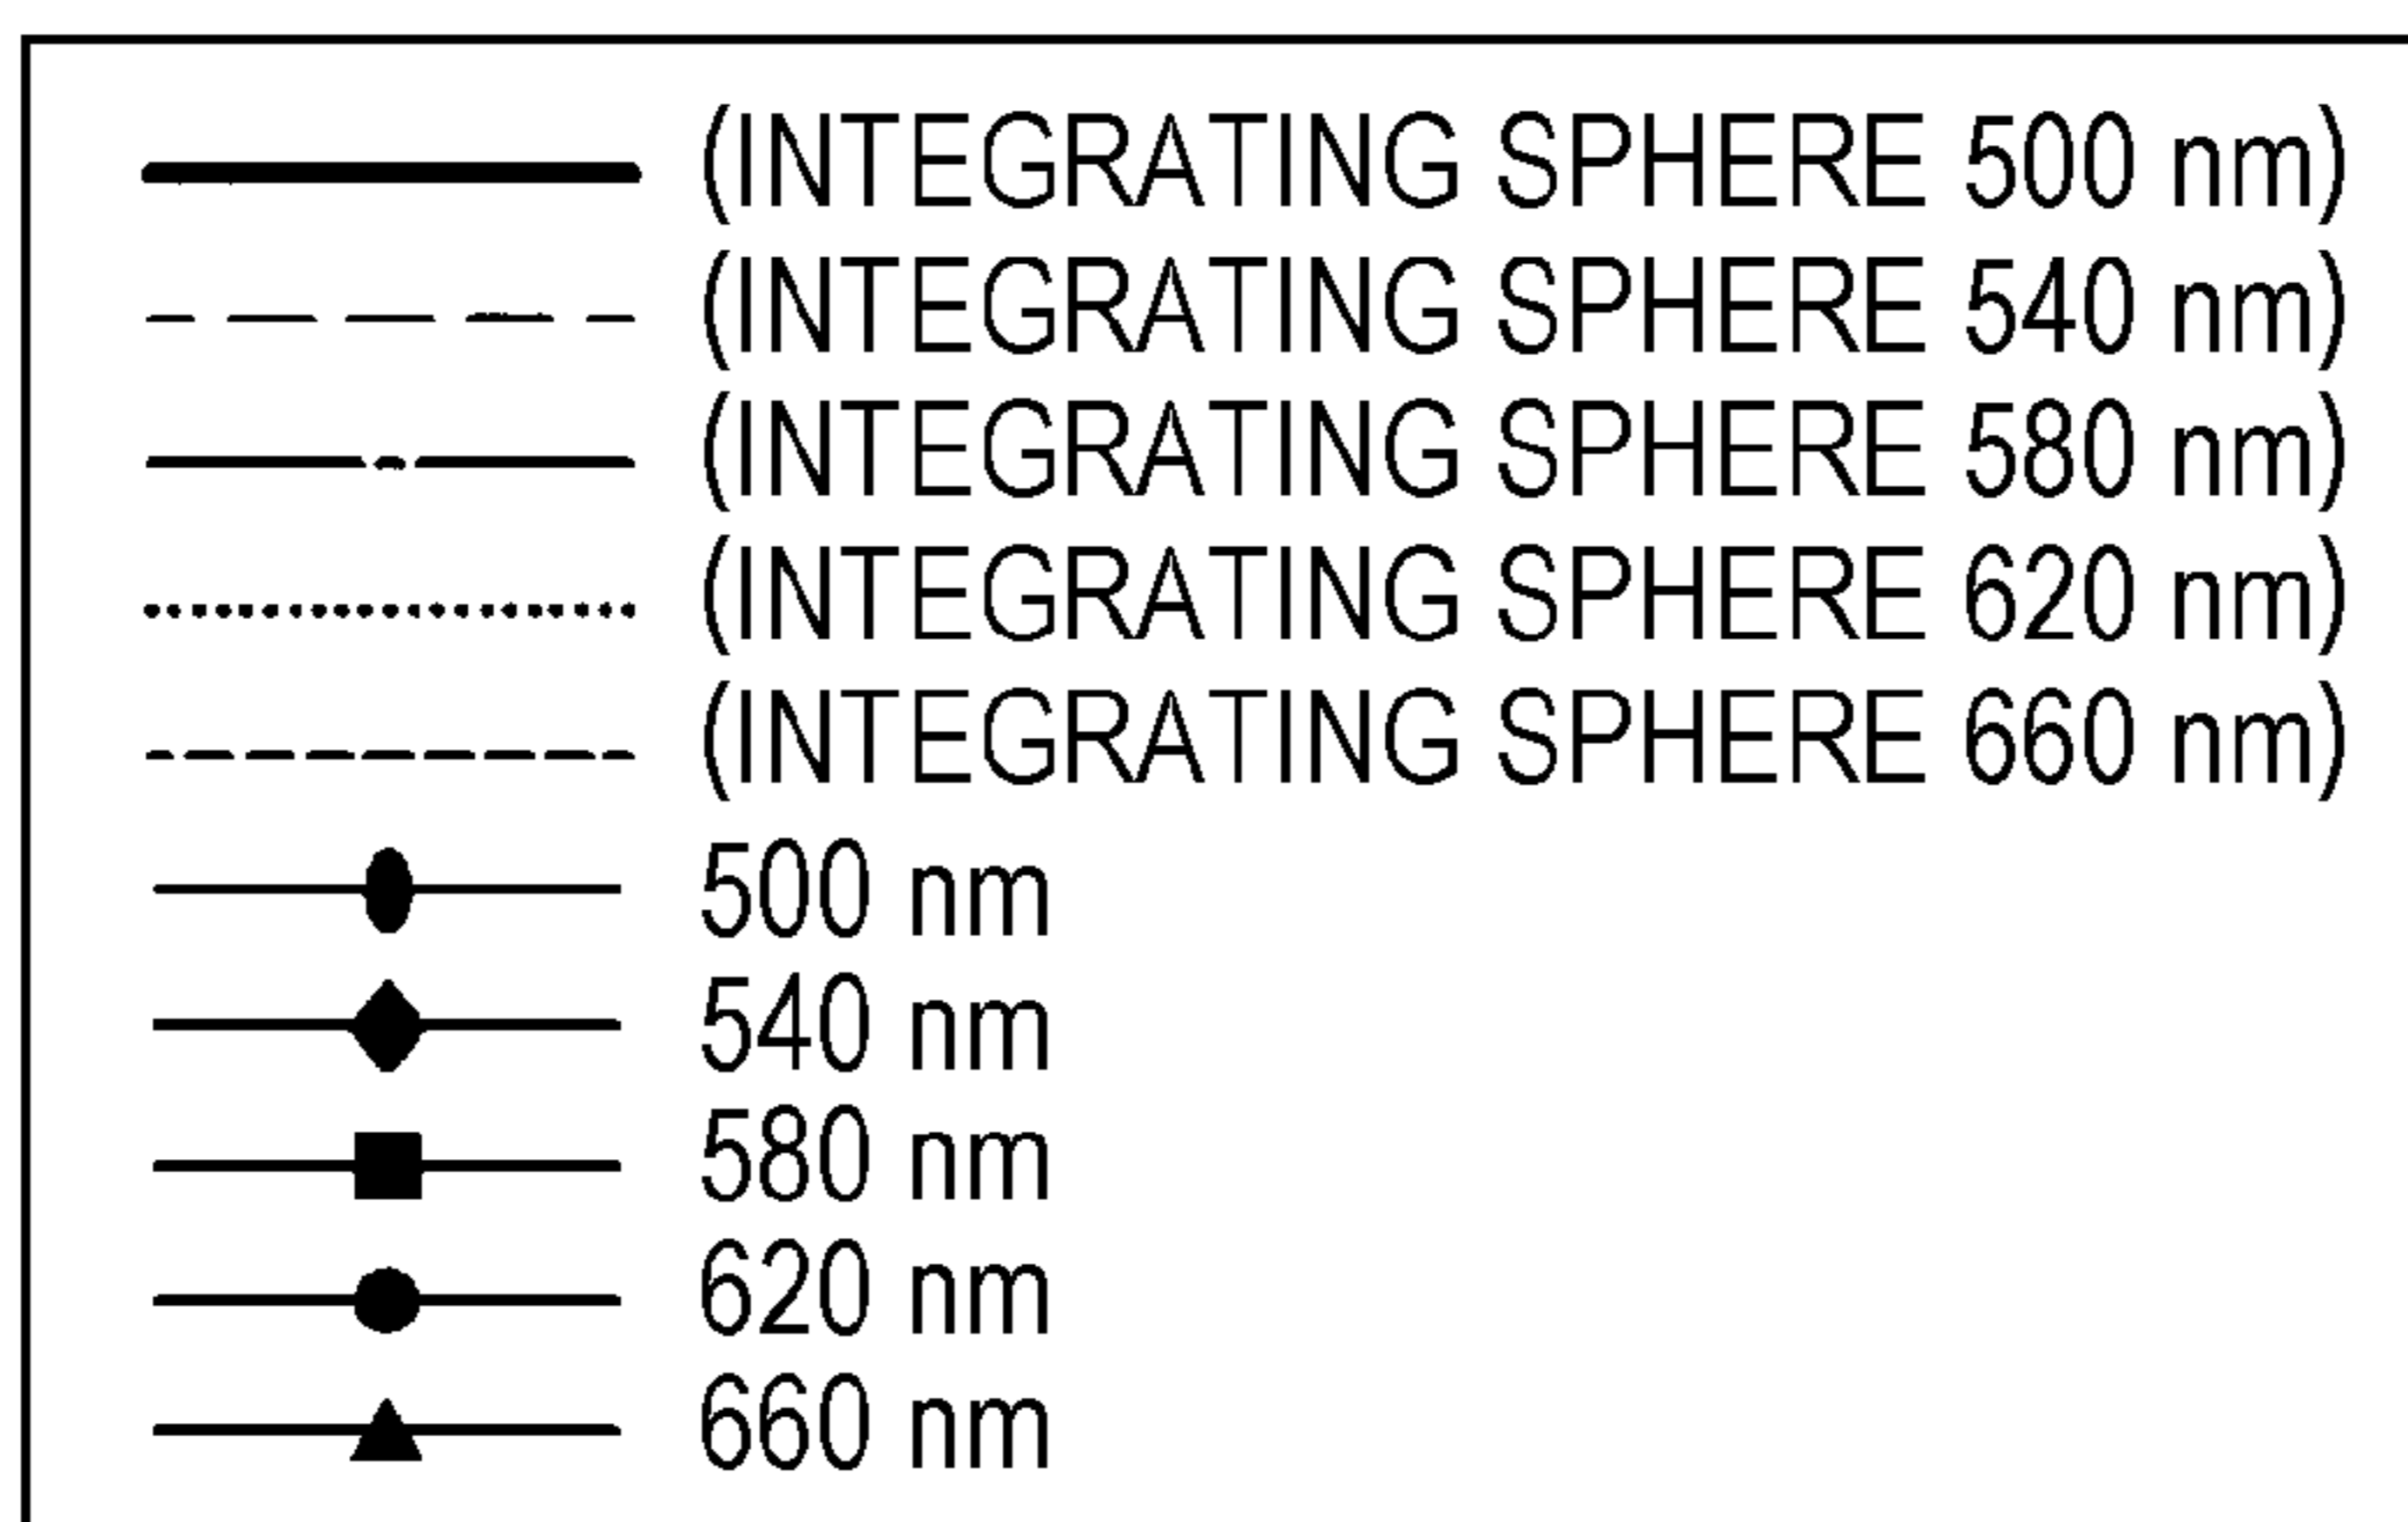 (INTEGRATING SPHERE 500 nm)
(INTEGRATING SPHERE 540 nm)
(INTEGRATING SPHERE 580 nm)
(INTEGRATING SPHERE 620 nm)
(INTEGRATING SPHERE 660 nm)
500 nm
540 nm
580 nm
620 nm
660 nm